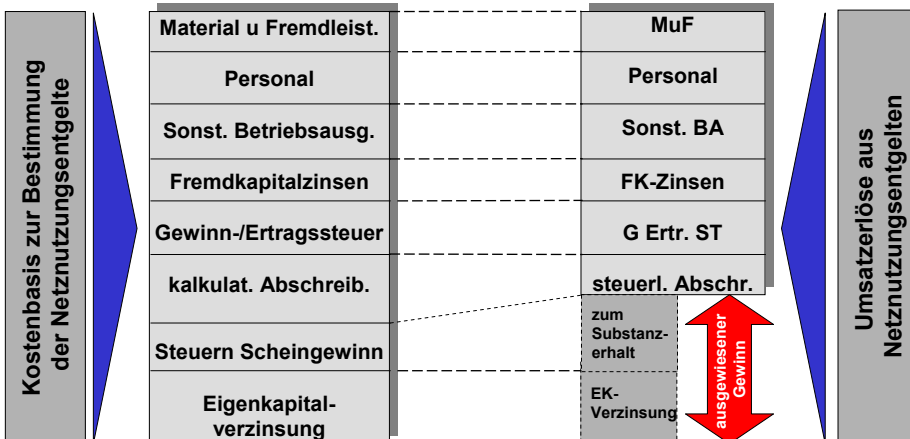 Kostenbasis zur Bestimmung
der Netznutzungsentgelte
Material u Fremdleist.
Personal
Sonst. Betriebsausg.
Fremdkapitalzinsen
Gewinn-/Ertragssteuer
kalkulat. Abschreib.
Steuern Scheingewinn
Eigenkapital-
verzinsung
MuF
Personal
Sonst. BA
FK-Zinsen
G Ertr. ST
steuerl. Abschr.
zum
Substanz-
erhalt
EK-
Verzinsung
ausgewiesener
Gewinn
Umsatzerlöse aus
Netznutzungsentgelten